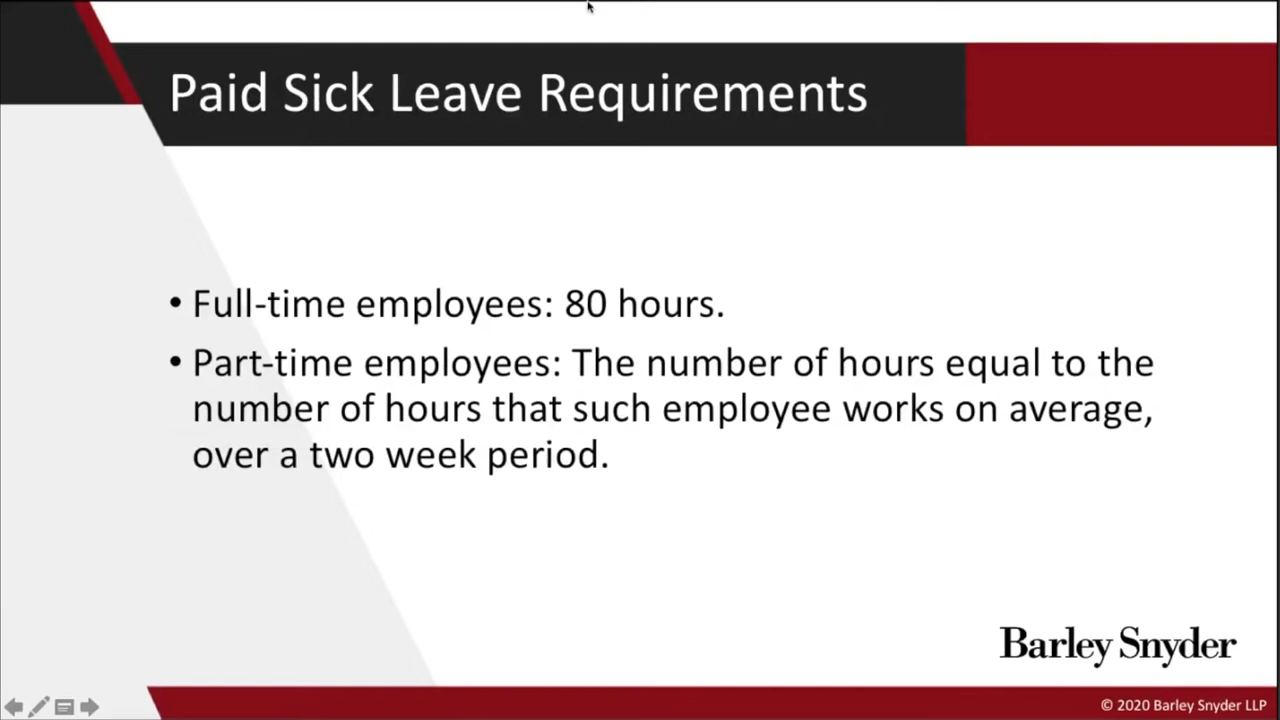 Paid Sick Leave Requirements
• Full-time employees: 80 hours.
• Part-time employees: The number of hours equal to the
number of hours that such employee works on average,
over a two week period.
Barley Snyder
© 2020 Barley Snyder LLP